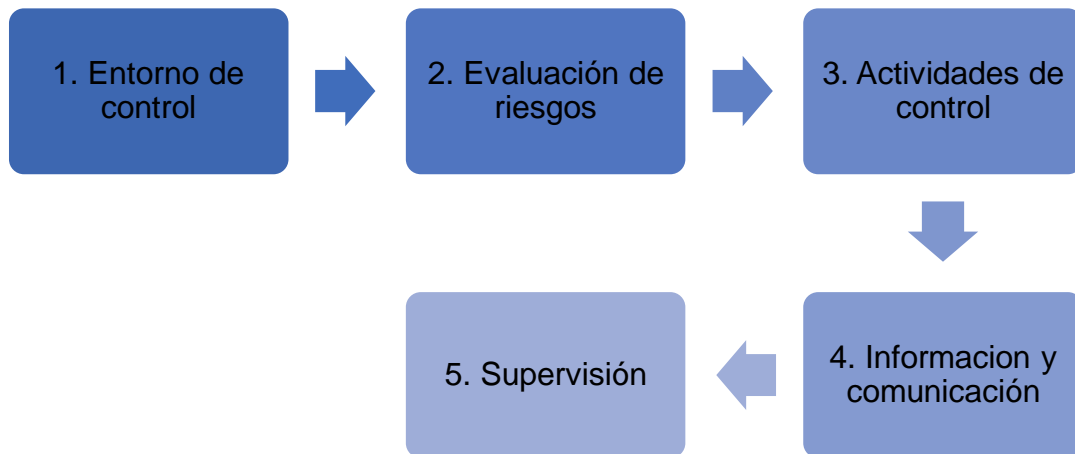 1. Entorno de
control
2. Evaluación de
riesgos
3. Actividades de
control
4. Informacion y
comunicación
5. Supervisión